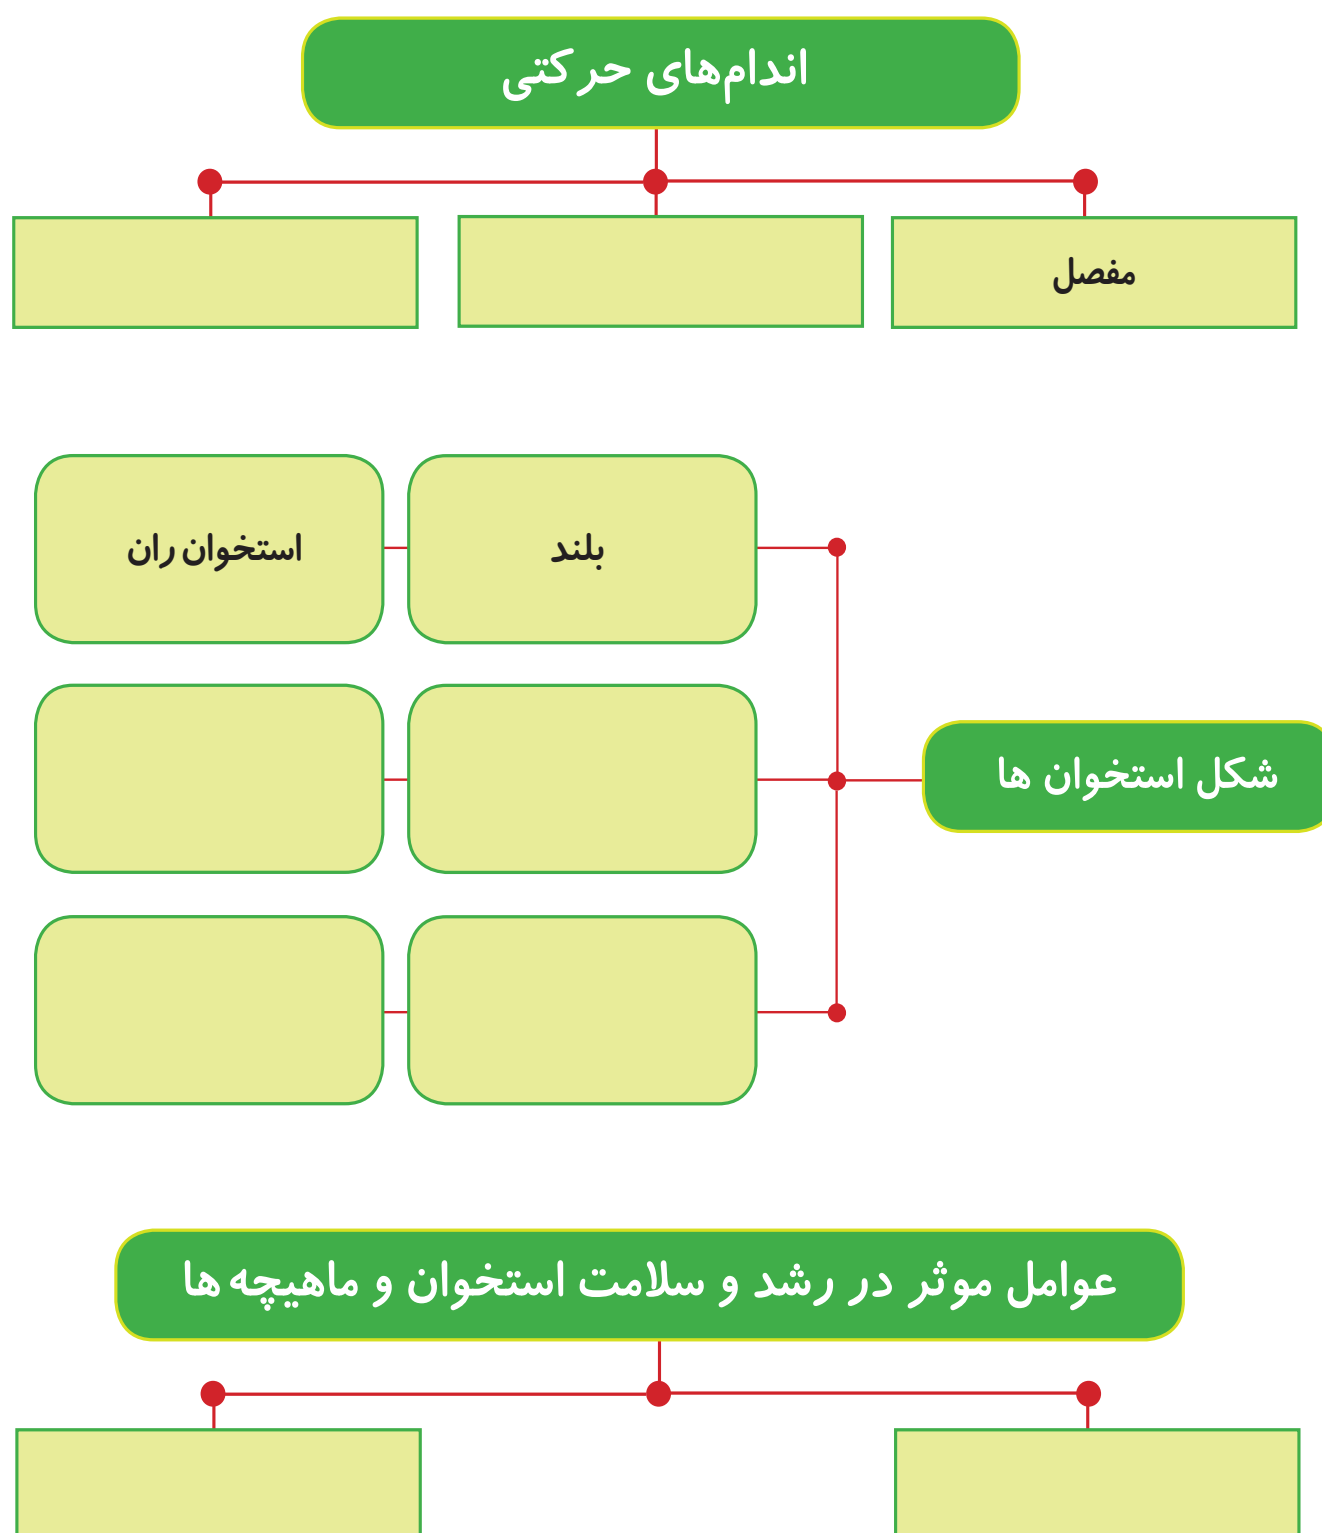 اندام‌های حرکتی
مفصل
بلند
استخوان ران
شکل استخوان ها
عوامل موثر در رشد و سلامت استخوان و ماهیچه ها